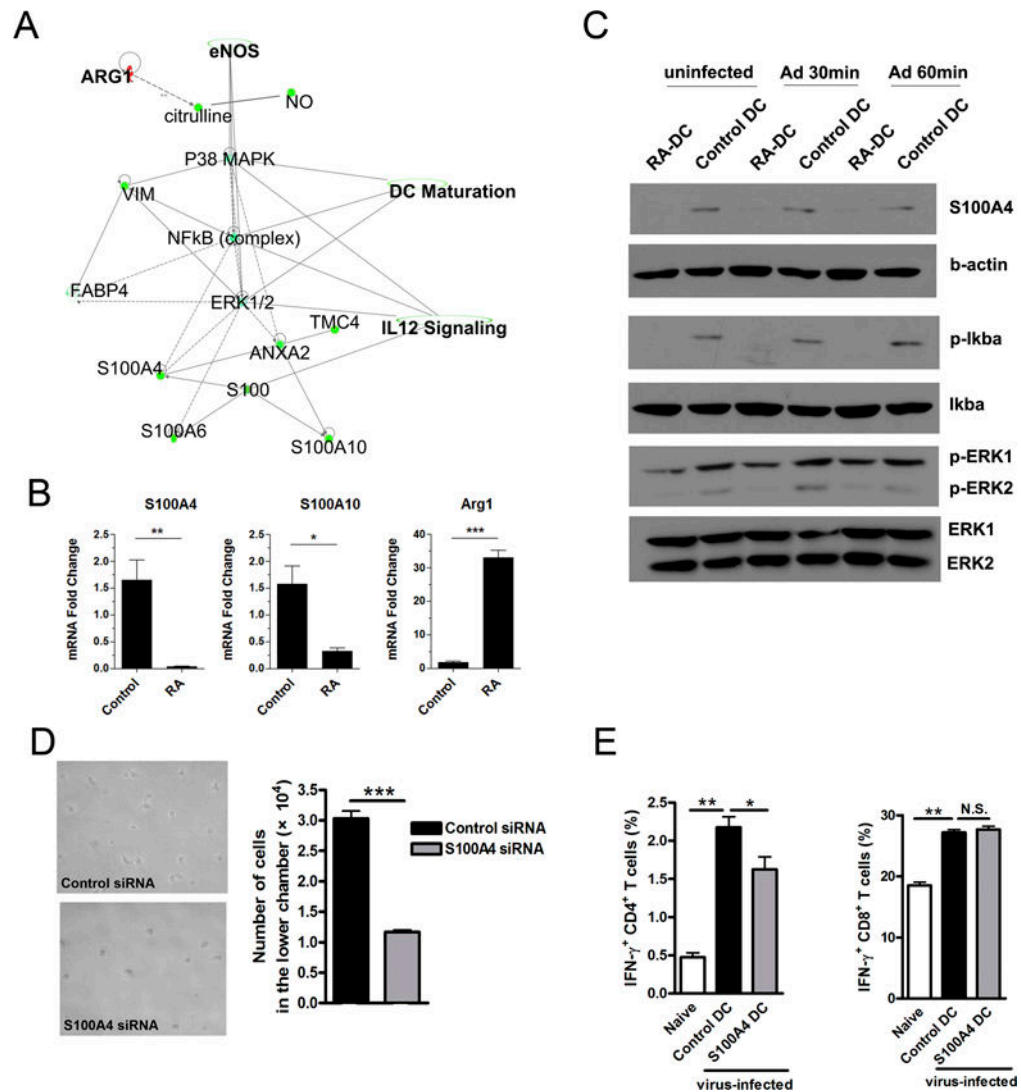 A
eNOS
ARG1
citrulline
NO
P38 MAPK
VIM
DC Maturation
NFkB (complex)
FABP4
ERK1/2
TMC4
IL12 Signaling
ANXA2
S100A4
S100
S100A6
S100A10
B
S100A4
**
mRNA Fold Change
2.5
2.0
1.5
1.0
0.5
0.0
Control
RA
S100A10
*
mRNA Fold Change
2.5
2.0
1.5
1.0
0.5
0.0
Control
RA
Arg1
***
mRNA Fold Change
40
30
20
10
0
Control
RA
C
uninfected
Ad 30min
Ad 60min
RA-DC
Control DC
RA-DC
Control DC
RA-DC
Control DC
S100A4
b-actin
p-Ikba
Ikba
p-ERK1
p-ERK2
ERK1
ERK2
D
Control siRNA
S100A4 siRNA
Number of cells
in the lower chamber (× 10⁴)
3.5
3.0
2.5
2.0
1.5
1.0
0.5
0.0
***
Control siRNA
S100A4 siRNA
E
IFN-γ⁺ CD4⁺ T cells (%)
2.5
2.0
1.5
1.0
0.5
0.0
**
*
Naive
Control DC
S100A4 DC
virus-infected
IFN-γ⁺ CD8⁺ T cells (%)
30
20
10
0
**
N.S.
Naive
Control DC
S100A4 DC
virus-infected